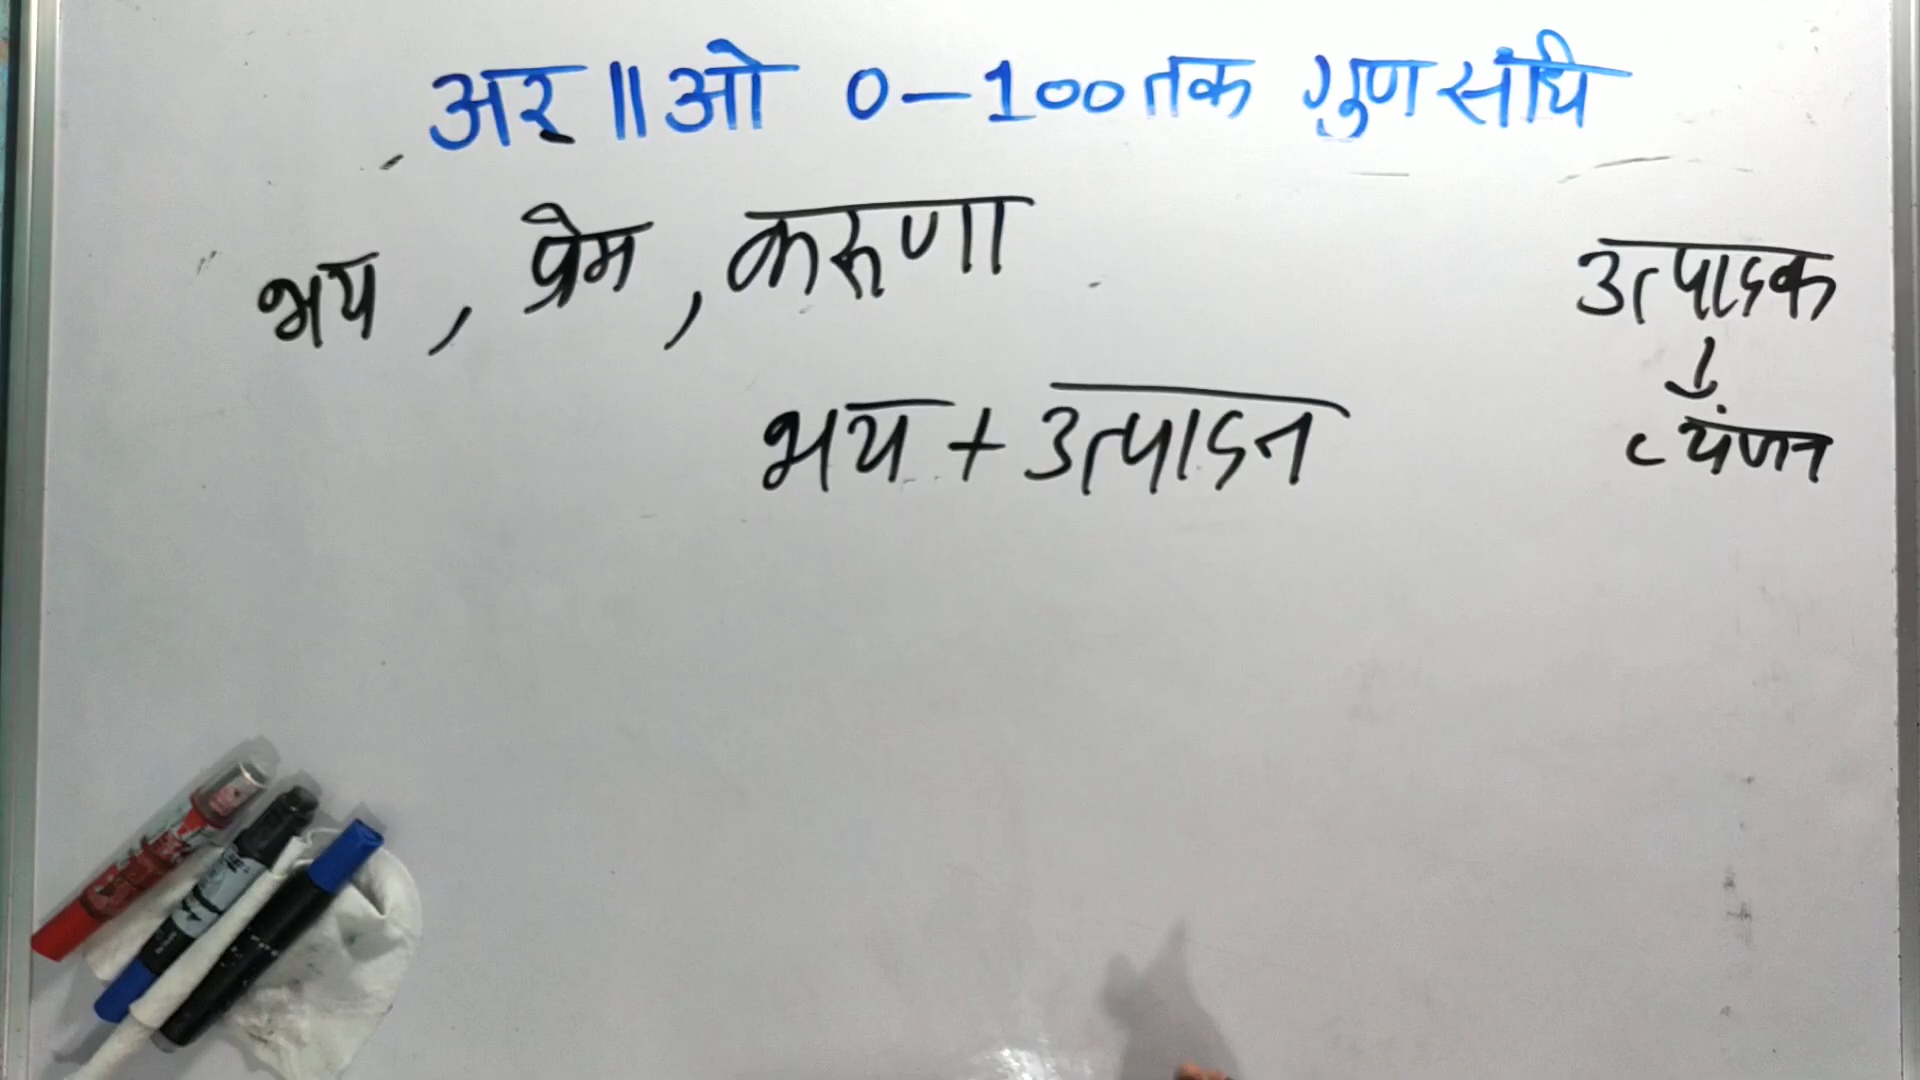 अर् || ओ 0-100 तक गुण संधि
भय , प्रेम , करुणा
उत्पादक
भय + उत्पादन
व्यंजन